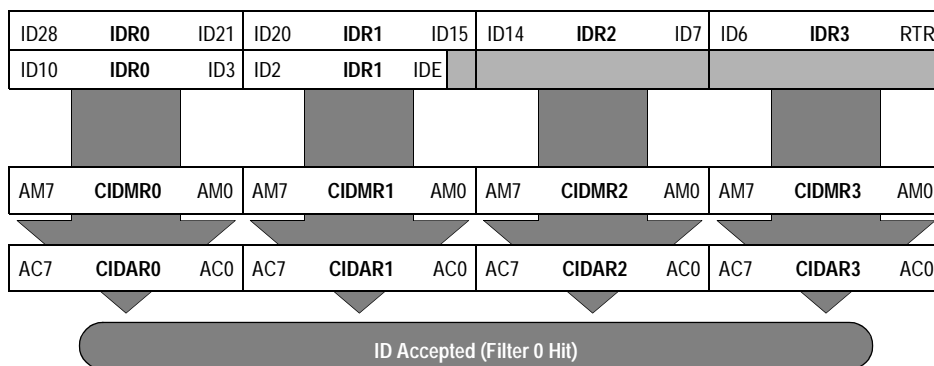 ID28 IDR0 ID21 ID20 IDR1 ID15 ID14 IDR2 ID7 ID6 IDR3 RTR
ID10 IDR0 ID3 ID2 IDR1 IDE
AM7 CIDMR0 AM0 AM7 CIDMR1 AM0 AM7 CIDMR2 AM0 AM7 CIDMR3 AM0
AC7 CIDAR0 AC0 AC7 CIDAR1 AC0 AC7 CIDAR2 AC0 AC7 CIDAR3 AC0
ID Accepted (Filter 0 Hit)